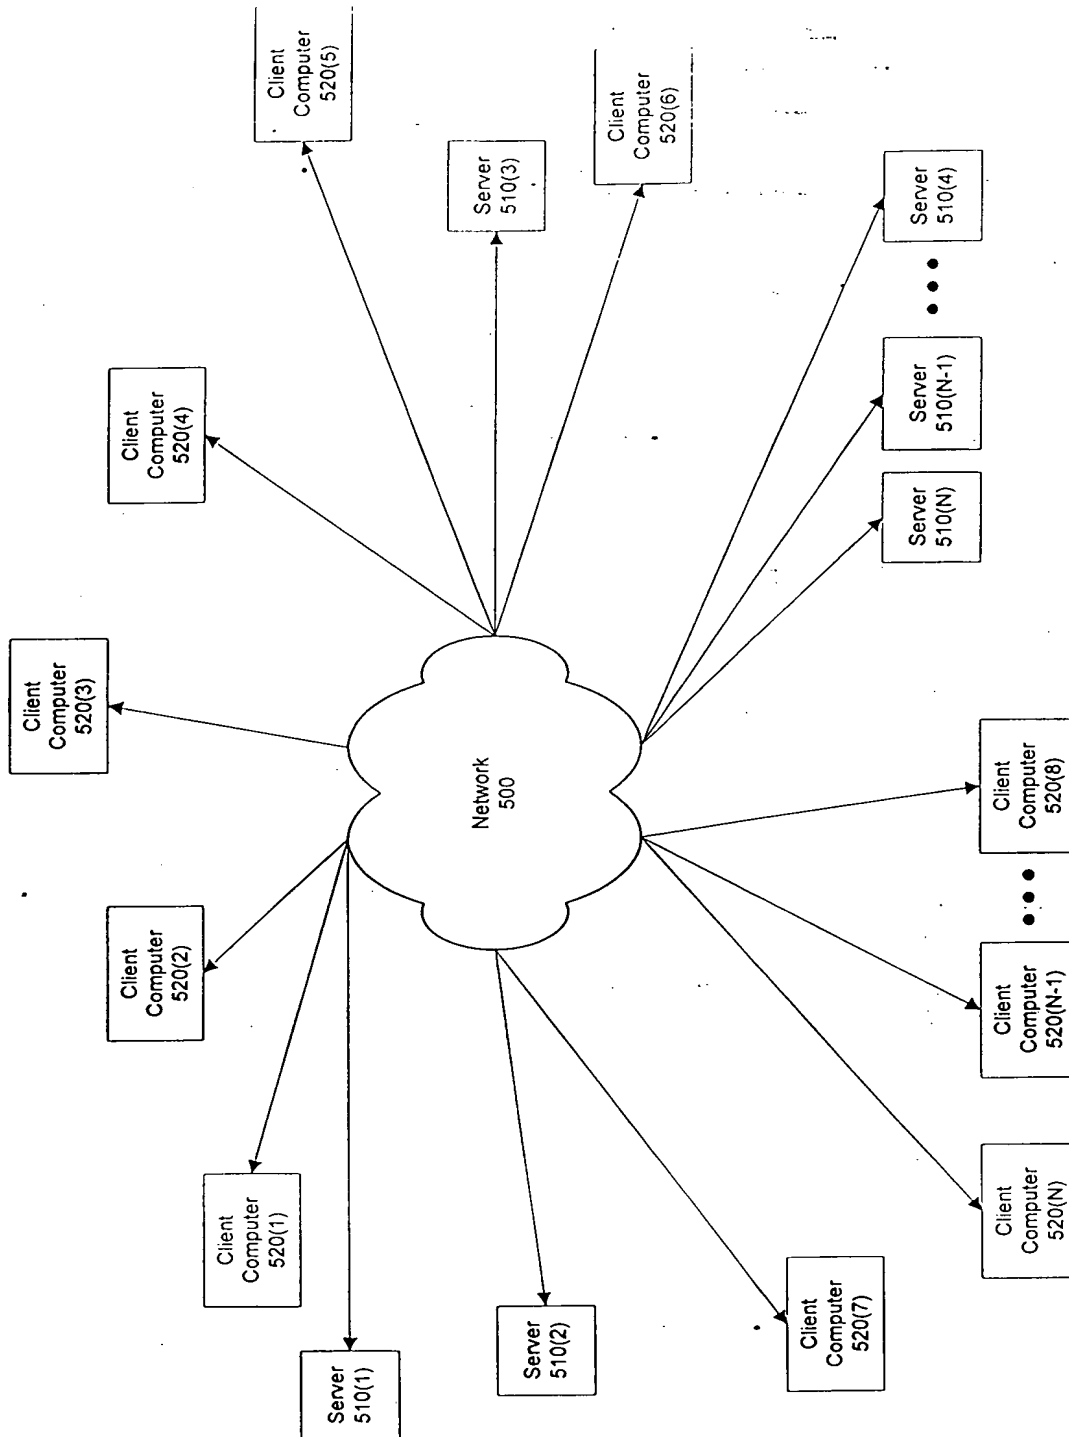 Client
Computer
520(3)
Client
Computer
520(2)
Client
Computer
520(4)
Client
Computer
520(1)
Client
Computer
520(5)
Server
510(1)
Network
500
Server
510(3)
Server
510(2)
Client
Computer
520(6)
Client
Computer
520(7)
Server
510(N)
Server
510(N-1)
Server
510(4)
Client
Computer
520(N)
Client
Computer
520(N-1)
Client
Computer
520(8)